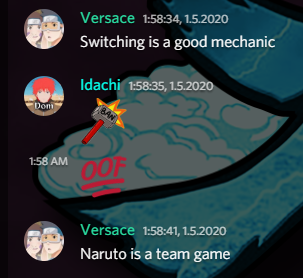 Versace 1:58:34, 1.5.2020
Switching is a good mechanic
Idachi 1:58:35, 1.5.2020
Dom
BAN
1:58 AM
OOF
Versace 1:58:41, 1.5.2020
Naruto is a team game